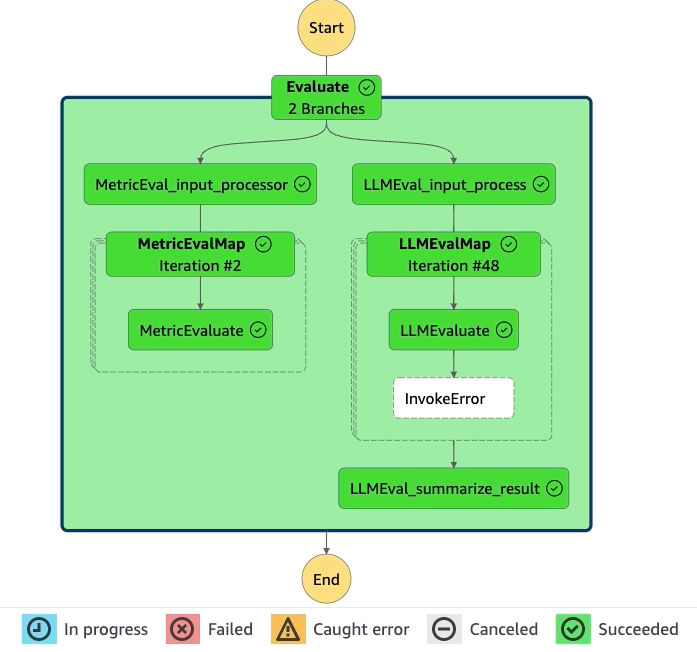 Start
Evaluate
2 Branches
MetricEval_input_processor
LLMEval_input_process
MetricEvalMap
Iteration #2
LLMEvalMap
Iteration #48
MetricEvaluate
LLMEvaluate
InvokeError
LLMEval_summarize_result
End
In progress
Failed
Caught error
Canceled
Succeeded